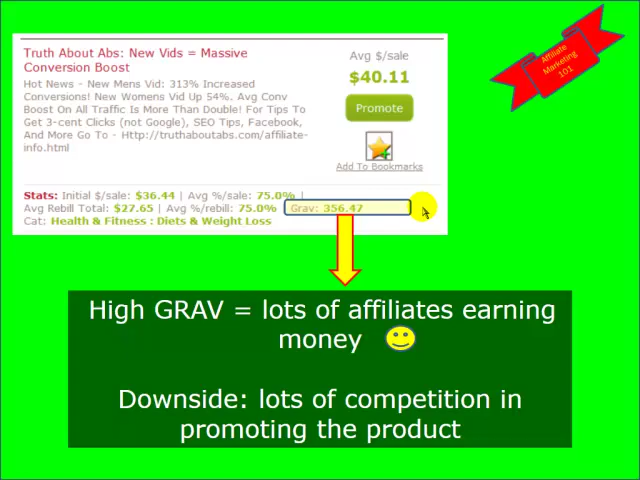 Truth About Abs: New Vids = Massive
Conversion Boost
Hot News - New Mens Vid: 313% Increased
Conversions! New Womens Vid Up 54%. Avg Conv
Boost On All Traffic Is More Than Double! For Tips To
Get 3-cent Clicks (not Google), SEO Tips, Facebook,
And More Go To - Http://truthaboutabs.com/affiliate-
info.html
Avg $/sale
$40.11
Promote
Add To Bookmarks
Stats: Initial $/sale: $36.44 | Avg %/sale: 75.0% |
Avg Rebill Total: $27.65 | Avg %/rebill: 75.0% Grav: 356.47
Cat: Health & Fitness : Diets & Weight Loss
Affiliate
Marketing
101
High GRAV = lots of affiliates earning
money
Downside: lots of competition in
promoting the product